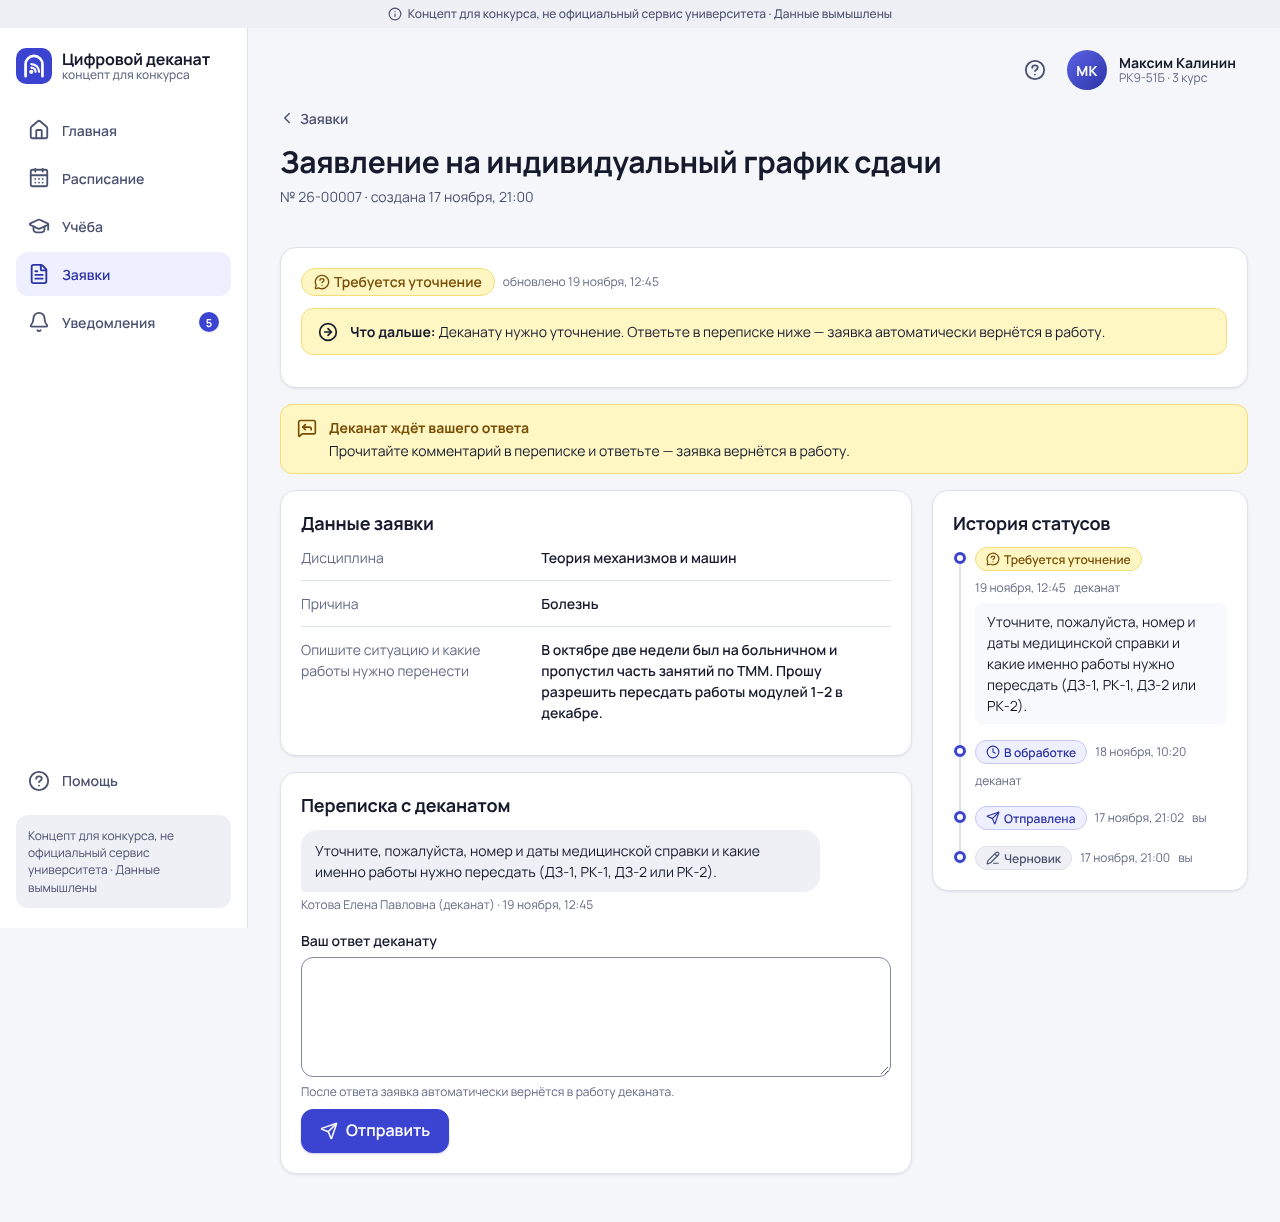 Концепт для конкурса, не официальный сервис университета · Данные вымышлены
Цифровой деканат
концепт для конкурса
Главная
Расписание
Учёба
Заявки
Уведомления
5
Помощь
Концепт для конкурса, не
официальный сервис
университета · Данные
вымышлены
МК
Максим Калинин
РК9-51Б · 3 курс
Заявки
Заявление на индивидуальный график сдачи
№ 26-00007 · создана 17 ноября, 21:00
Требуется уточнение
обновлено 19 ноября, 12:45
Что дальше: Деканату нужно уточнение. Ответьте в переписке ниже — заявка автоматически вернётся в работу.
Деканат ждёт вашего ответа
Прочитайте комментарий в переписке и ответьте — заявка вернётся в работу.
Данные заявки
Дисциплина
Теория механизмов и машин
Причина
Болезнь
Опишите ситуацию и какие
работы нужно перенести
В октябре две недели был на больничном и
пропустил часть занятий по ТММ. Прошу
разрешить пересдать работы модулей 1–2 в
декабре.
Переписка с деканатом
Уточните, пожалуйста, номер и даты медицинской справки и какие
именно работы нужно пересдать (ДЗ-1, РК-1, ДЗ-2 или РК-2).
Котова Елена Павловна (деканат) · 19 ноября, 12:45
Ваш ответ деканату
После ответа заявка автоматически вернётся в работу деканата.
Отправить
История статусов
Требуется уточнение
19 ноября, 12:45 деканат
Уточните, пожалуйста, номер и
даты медицинской справки и
какие именно работы нужно
пересдать (ДЗ-1, РК-1, ДЗ-2 или
РК-2).
В обработке
18 ноября, 10:20
деканат
Отправлена
17 ноября, 21:02 вы
Черновик
17 ноября, 21:00 вы